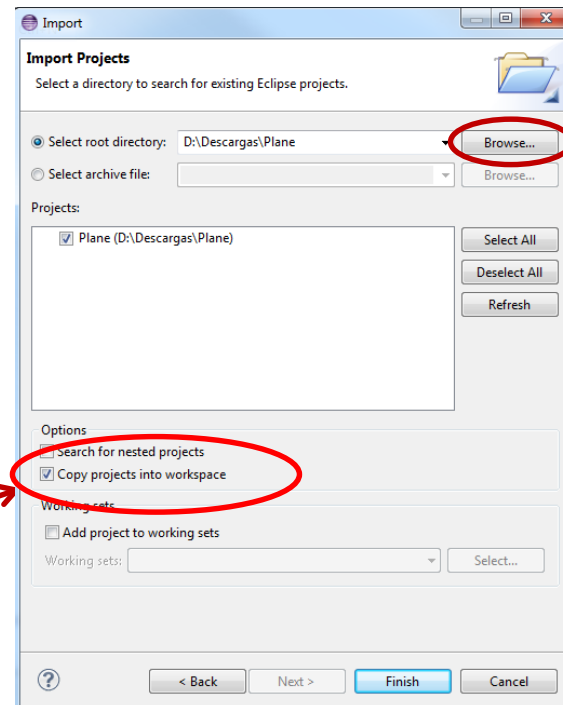 Import
Import Projects
Select a directory to search for existing Eclipse projects.
Select root directory: D:\Descargas\Plane Browse...
Select archive file: Browse...
Projects:
Plane (D:\Descargas\Plane)
Select All
Deselect All
Refresh
Options
Search for nested projects
Copy projects into workspace
Working sets
Add project to working sets
Working sets: Select...
? < Back Next > Finish Cancel